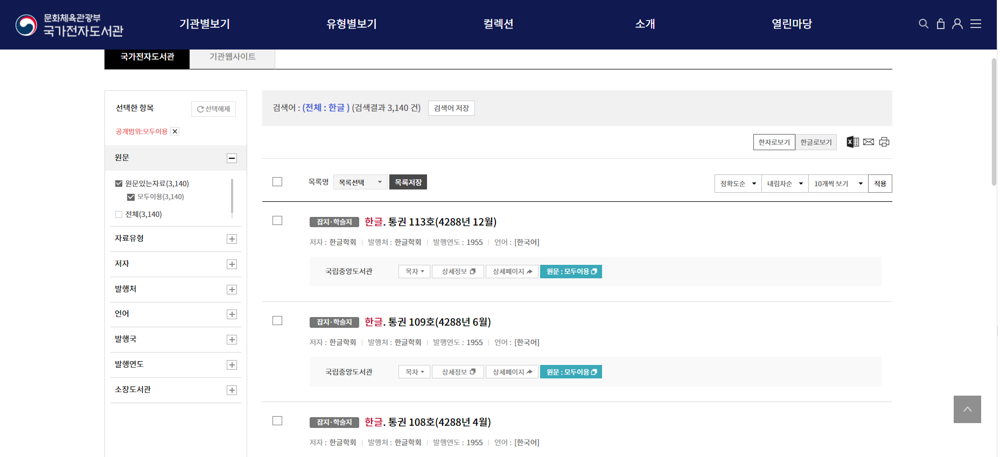 문화체육관광부
국가전자도서관
기관별보기
유형별보기
컬렉션
소개
열린마당
국가전자도서관
기관웹사이트
선택한 항목
선택해제
공개범위:모두이용
원문
원문있는자료(3,140)
모두이용(3,140)
전체(3,140)
자료유형
저자
발행처
언어
발행국
발행연도
소장도서관
검색어 : (전체 : 한글 ) (검색결과 3,140 건) 검색어 저장
한자로보기 한글로보기
목록명 목록선택 목록저장
정확도순 내림차순 10개씩 보기 적용
잡지·학술지 한글. 통권 113호(4288년 12월)
저자 : 한글학회 발행처 : 한글학회 발행연도 : 1955 언어 : [한국어]
국립중앙도서관 목차 상세정보 상세페이지 원문 : 모두이용
잡지·학술지 한글. 통권 109호(4288년 6월)
저자 : 한글학회 발행처 : 한글학회 발행연도 : 1955 언어 : [한국어]
국립중앙도서관 목차 상세정보 상세페이지 원문 : 모두이용
잡지·학술지 한글. 통권 108호(4288년 4월)
저자 : 한글학회 발행처 : 한글학회 발행연도 : 1955 언어 : [한국어]